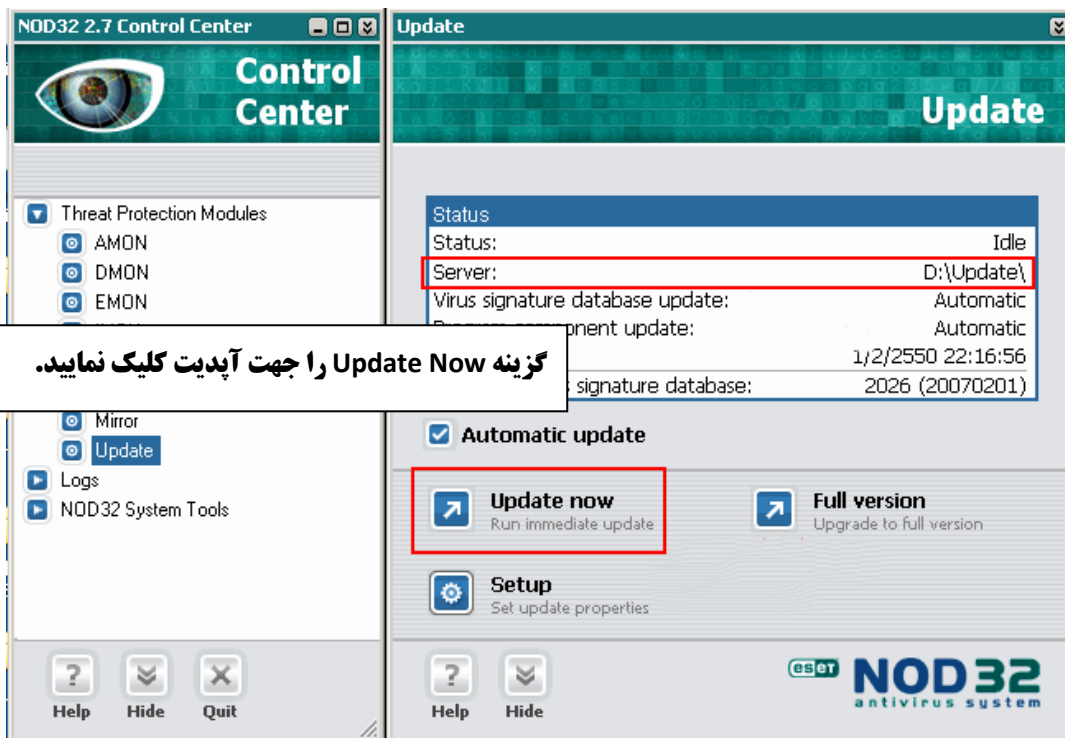 NOD32 2.7 Control Center
Control
Center
Threat Protection Modules
AMON
DMON
EMON
Mirror
Update
Logs
NOD32 System Tools
Help
Hide
Quit
گزینه Update Now را جهت آپدیت کلیک نمایید.
Update
Update
Status
Status: Idle
Server: D:\Update\
Virus signature database update: Automatic
component update: Automatic
1/2/2550 22:16:56
signature database: 2026 (20070201)
Automatic update
Update now
Run immediate update
Full version
Upgrade to full version
Setup
Set update properties
Help
Hide
eset NOD32
antivirus system